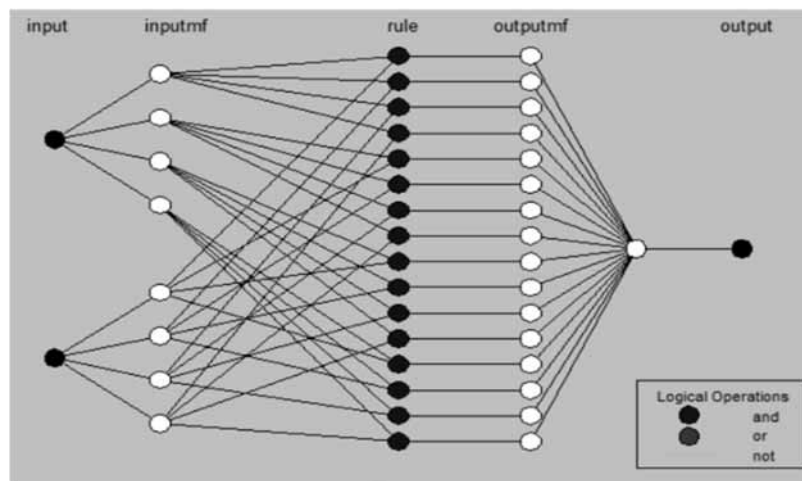 input inputmf rule outputmf output
Logical Operations
and
or
not